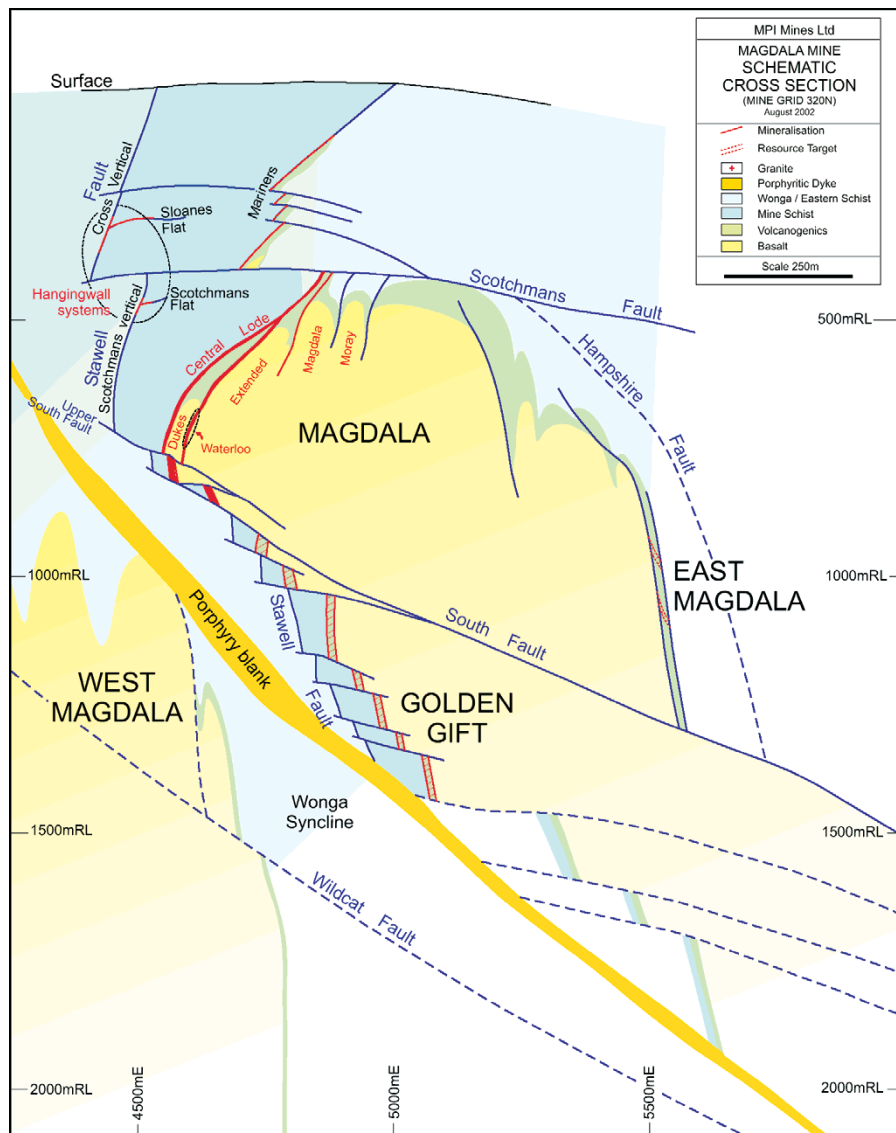 MPI Mines Ltd
MAGDALA MINE
SCHEMATIC
CROSS SECTION
(MINE GRID 320N)
August 2002
Mineralisation
Resource Target
Granite
Porphyritic Dyke
Wonga / Eastern Schist
Mine Schist
Volcanogenics
Basalt
Scale 250m
Surface
Fault
Cross Vertical
Mariners
Sloanes
Flat
Hangingwall
systems
Scotchmans
Flat
Scotchmans Vertical
Stawell
Scotchmans Fault
500mRL
500mRL
Hampshire Fault
Central Lode
Extended
Magdala
Moray
Dukes
Waterloo
Upper
South Fault
MAGDALA
1000mRL
1000mRL
EAST
MAGDALA
Stawell Fault
South Fault
Porphyry blank
WEST
MAGDALA
GOLDEN
GIFT
Wonga
Syncline
1500mRL
1500mRL
Wildcat Fault
2000mRL
2000mRL
4500mE
5000mE
5500mE